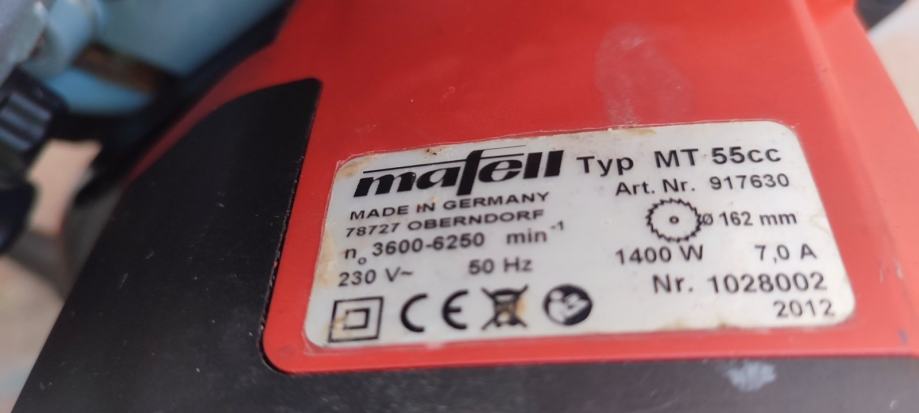 mafell Typ MT 55cc
MADE IN GERMANY Art. Nr. 917630
78727 OBERNDORF Ø 162 mm
n₀ 3600-6250 min⁻¹
1400 W 7,0 A
230 V~ 50 Hz
Nr. 1028002
CE
2012